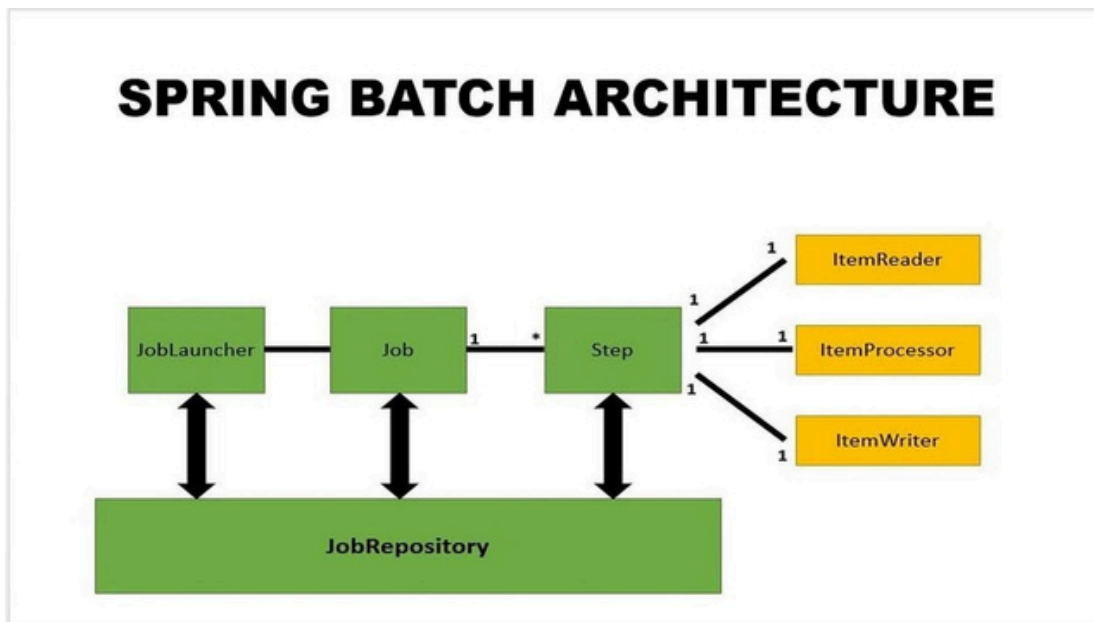 SPRING BATCH ARCHITECTURE
1
ItemReader
1
JobLauncher
Job
1
*
Step
1
1
ItemProcessor
1
1
ItemWriter
JobRepository